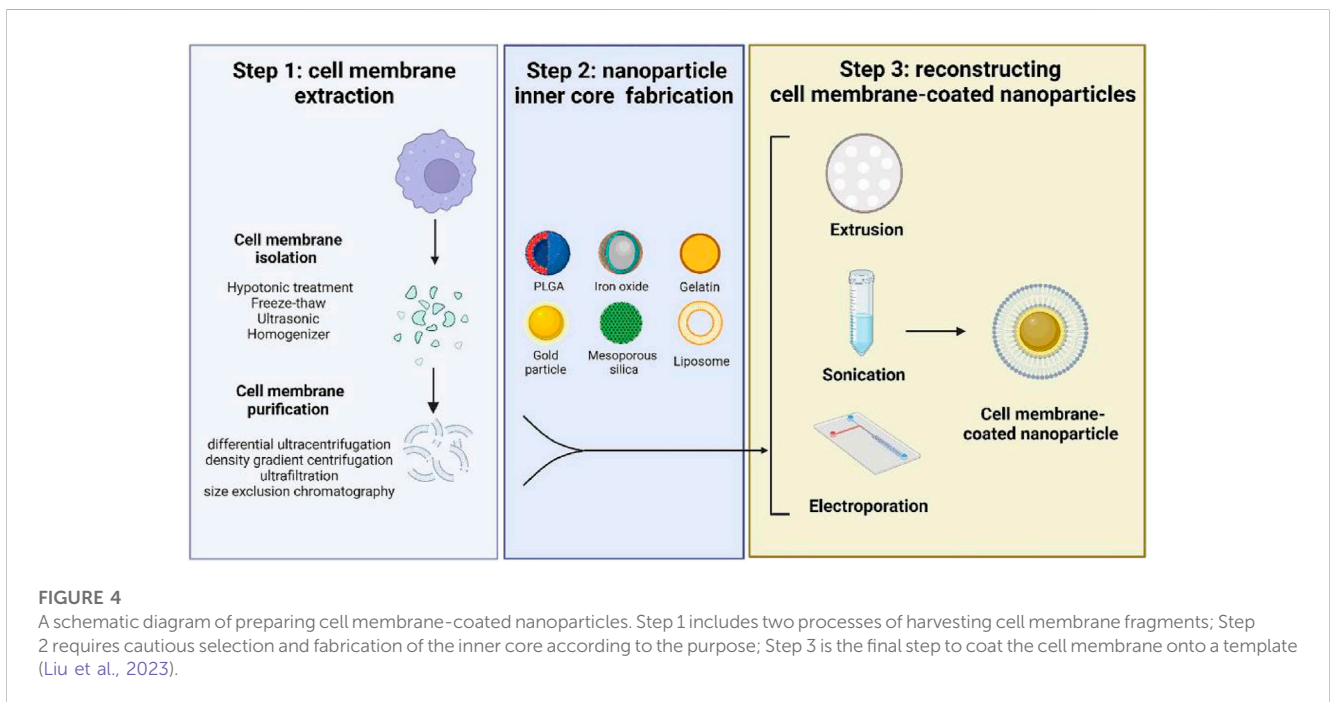 Step 1: cell membrane
extraction
Cell membrane
isolation
Hypotonic treatment
Freeze-thaw
Ultrasonic
Homogenizer
Cell membrane
purification
differential ultracentrifugation
density gradient centrifugation
ultrafiltration
size exclusion chromatography
Step 2: nanoparticle
inner core fabrication
PLGA
Iron oxide
Gelatin
Gold
particle
Mesoporous
silica
Liposome
Step 3: reconstructing
cell membrane-coated nanoparticles
Extrusion
Sonication
Electroporation
Cell membrane-
coated nanoparticle
FIGURE 4
A schematic diagram of preparing cell membrane-coated nanoparticles. Step 1 includes two processes of harvesting cell membrane fragments; Step
2 requires cautious selection and fabrication of the inner core according to the purpose; Step 3 is the final step to coat the cell membrane onto a template
(Liu et al., 2023).